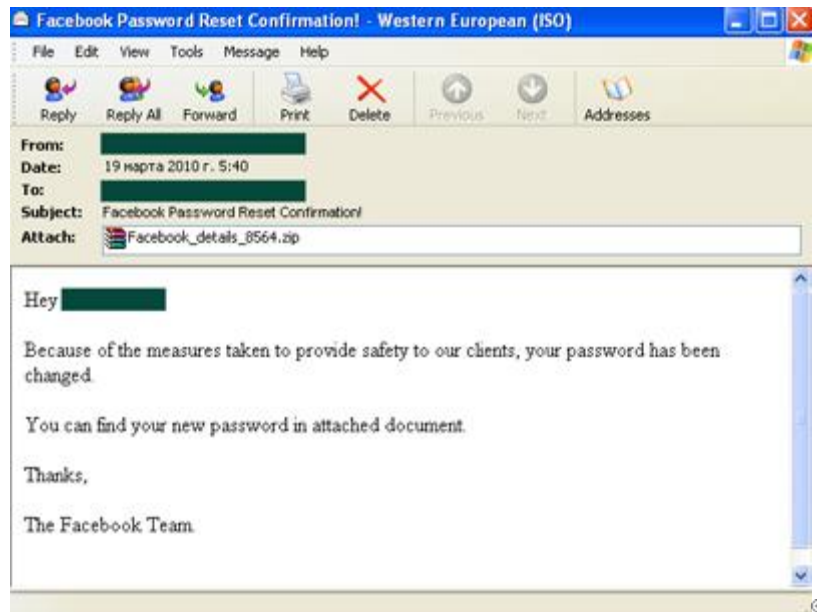 Facebook Password Reset Confirmation! - Western European (ISO)
File Edit View Tools Message Help
Reply Reply All Forward Print Delete Previous Next Addresses
From:
Date: 19 марта 2010 г. 5:40
To:
Subject: Facebook Password Reset Confirmation!
Attach: Facebook_details_8564.zip
Hey
Because of the measures taken to provide safety to our clients, your password has been
changed.
You can find your new password in attached document.
Thanks,
The Facebook Team.